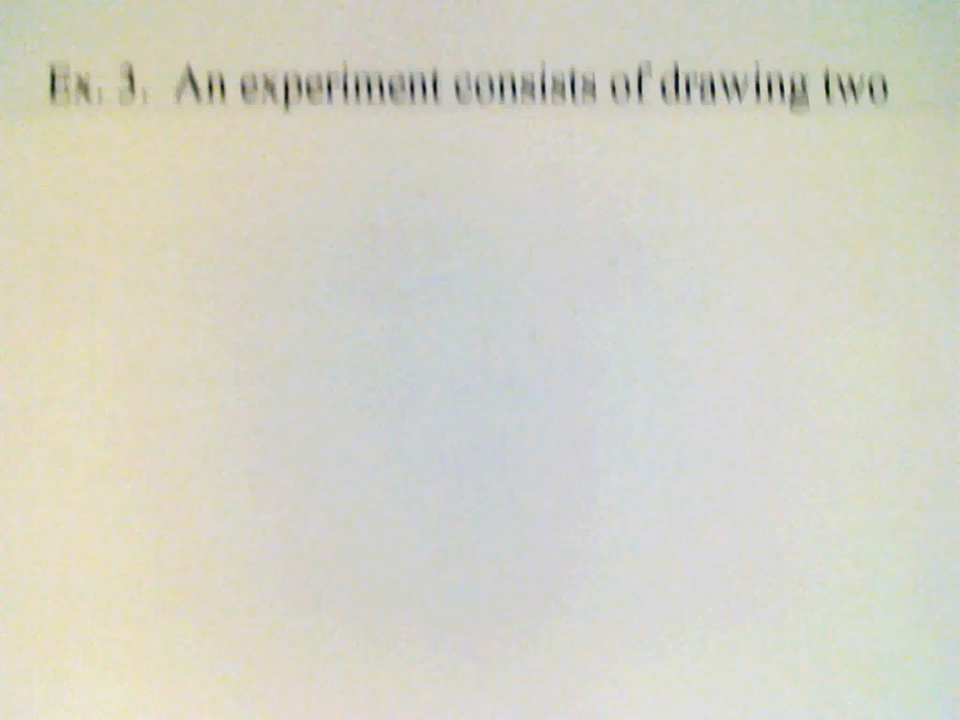 Ex. 3. An experiment consists of drawing two